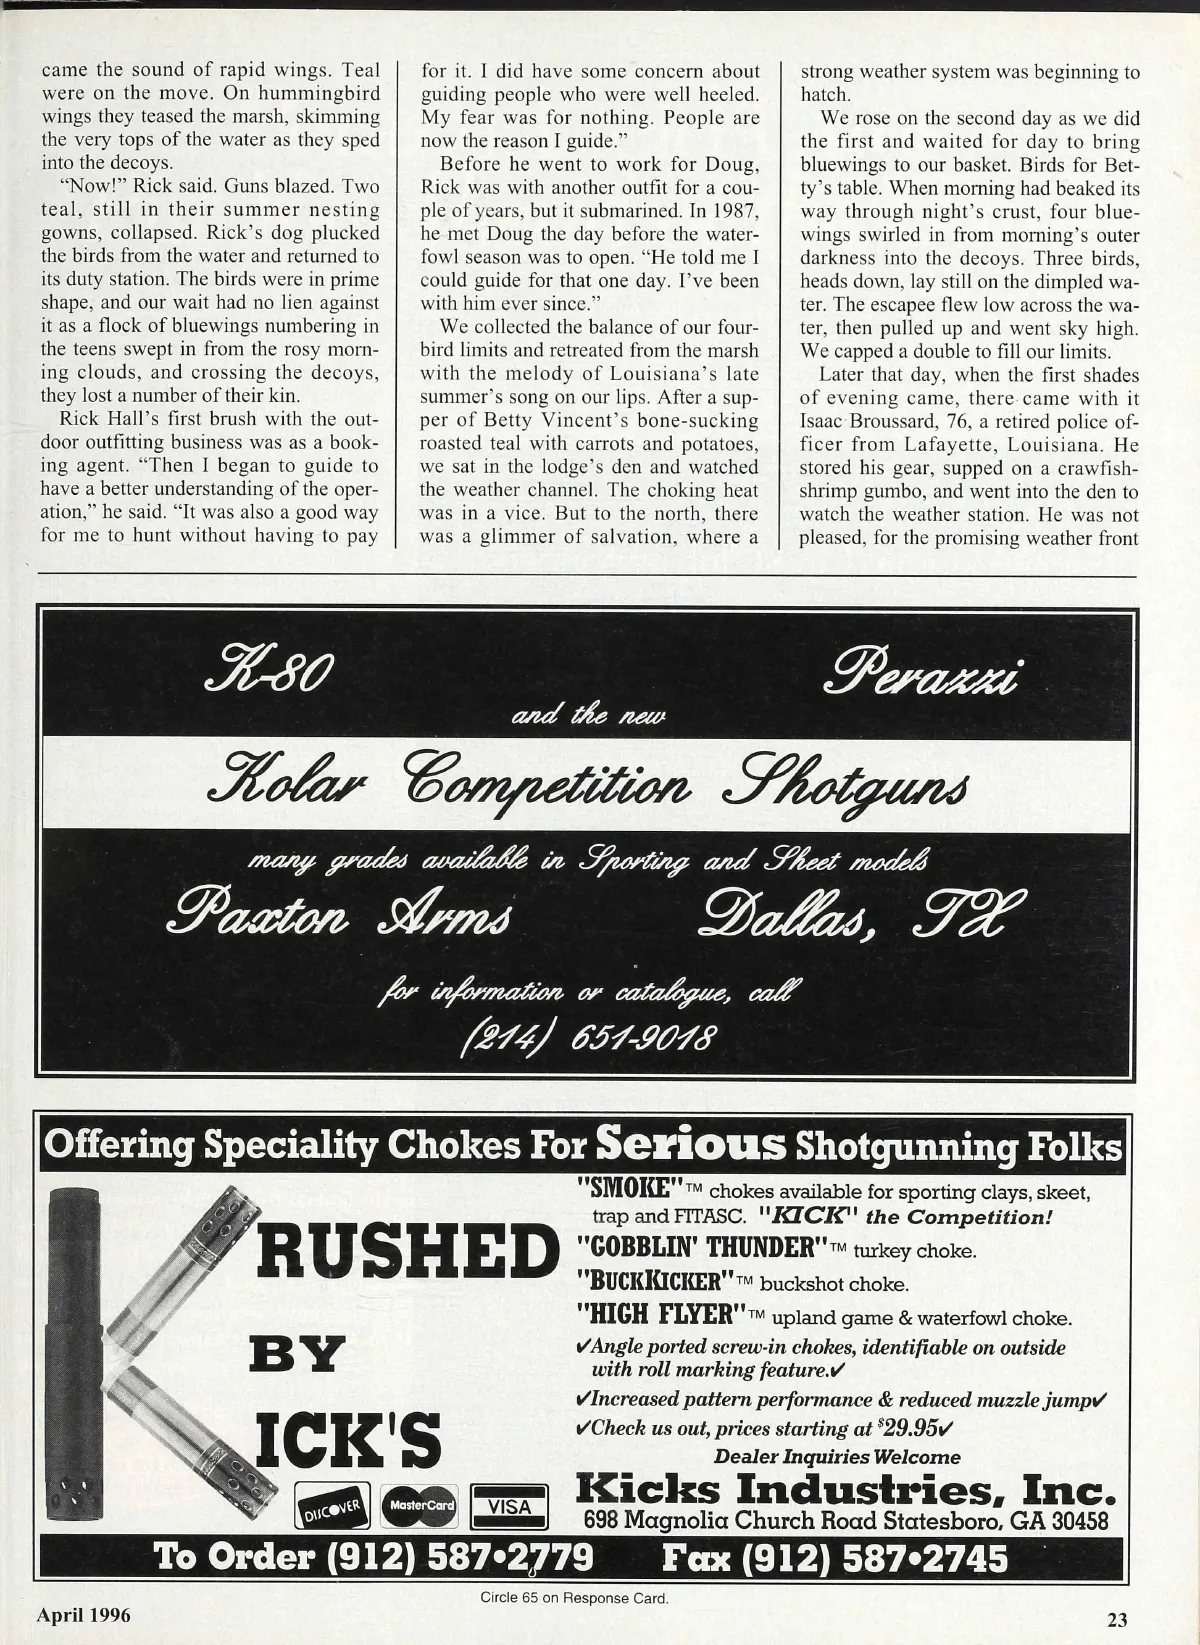 came the sound of rapid wings. Teal
were on the move. On hummingbird
wings they teased the marsh, skimming
the very tops of the water as they sped
into the decoys.
“Now!” Rick said. Guns blazed. Two
teal, still in their summer nesting
gowns, collapsed. Rick’s dog plucked
the birds from the water and returned to
its duty station. The birds were in prime
shape, and our wait had no lien against
it as a flock of bluewings numbering in
the teens swept in from the rosy morn-
ing clouds, and crossing the decoys,
they lost a number of their kin.
Rick Hall’s first brush with the out-
door outfitting business was as a book-
ing agent. “Then I began to guide to
have a better understanding of the oper-
ation,” he said. “It was also a good way
for me to hunt without having to pay
for it. I did have some concern about
guiding people who were well heeled.
My fear was for nothing. People are
now the reason I guide.”
Before he went to work for Doug,
Rick was with another outfit for a cou-
ple of years, but it submarined. In 1987,
he met Doug the day before the water-
fowl season was to open. “He told me I
could guide for that one day. I’ve been
with him ever since.”
We collected the balance of our four-
bird limits and retreated from the marsh
with the melody of Louisiana’s late
summer’s song on our lips. After a sup-
per of Betty Vincent’s bone-sucking
roasted teal with carrots and potatoes,
we sat in the lodge’s den and watched
the weather channel. The choking heat
was in a vice. But to the north, there
was a glimmer of salvation, where a
strong weather system was beginning to
hatch.
We rose on the second day as we did
the first and waited for day to bring
bluewings to our basket. Birds for Bet-
ty’s table. When morning had beaked its
way through night’s crust, four blue-
wings swirled in from morning’s outer
darkness into the decoys. Three birds,
heads down, lay still on the dimpled wa-
ter. The escapee flew low across the wa-
ter, then pulled up and went sky high.
We capped a double to fill our limits.
Later that day, when the first shades
of evening came, there came with it
Isaac Broussard, 76, a retired police of-
ficer from Lafayette, Louisiana. He
stored his gear, supped on a crawfish-
shrimp gumbo, and went into the den to
watch the weather station. He was not
pleased, for the promising weather front
K-80 Perazzi
and the new
Kolar Competition Shotguns
many grades available in Sporting and Skeet models
Paxton Arms Dallas, TX
for information or catalogue, call
(214) 651-9018
Offering Speciality Chokes For Serious Shotgunning Folks
KRUSHED
BY
KICK'S
DISCOVER MasterCard VISA
"SMOKE"™ chokes available for sporting clays, skeet,
trap and FITASC. "KICK" the Competition!
"GOBBLIN' THUNDER"™ turkey choke.
"BUCKKICKER"™ buckshot choke.
"HIGH FLYER"™ upland game & waterfowl choke.
✓Angle ported screw-in chokes, identifiable on outside
with roll marking feature.✓
✓Increased pattern performance & reduced muzzle jump✓
✓Check us out, prices starting at $29.95✓
Dealer Inquiries Welcome
Kicks Industries, Inc.
698 Magnolia Church Road Statesboro, GA 30458
To Order (912) 587•2779 Fax (912) 587•2745
Circle 65 on Response Card.
April 1996 23